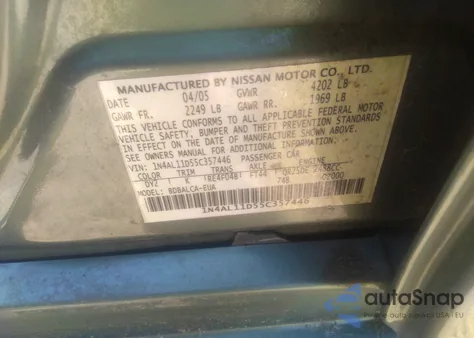 MANUFACTURED BY NISSAN MOTOR CO., LTD.
DATE 04/05 GVWR 4202 LB
GAWR FR. 2249 LB GAWR RR. 1969 LB
THIS VEHICLE CONFORMS TO ALL APPLICABLE FEDERAL MOTOR
VEHICLE SAFETY, BUMPER AND THEFT PREVENTION STANDARDS
IN EFFECT ON THE DATE OF MANUFACTURE SHOWN ABOVE.
SEE OWNERS MANUAL FOR ADDITIONAL INFORMATION.
VIN: 1N4AL11D55C357446 PASSENGER CAR
COLOR TRIM TRANS AXLE ENGINE
K RE4F04B QR25DE
MODEL: BDBALCA-EUA
1N4AL11D55C357446
autoSnap